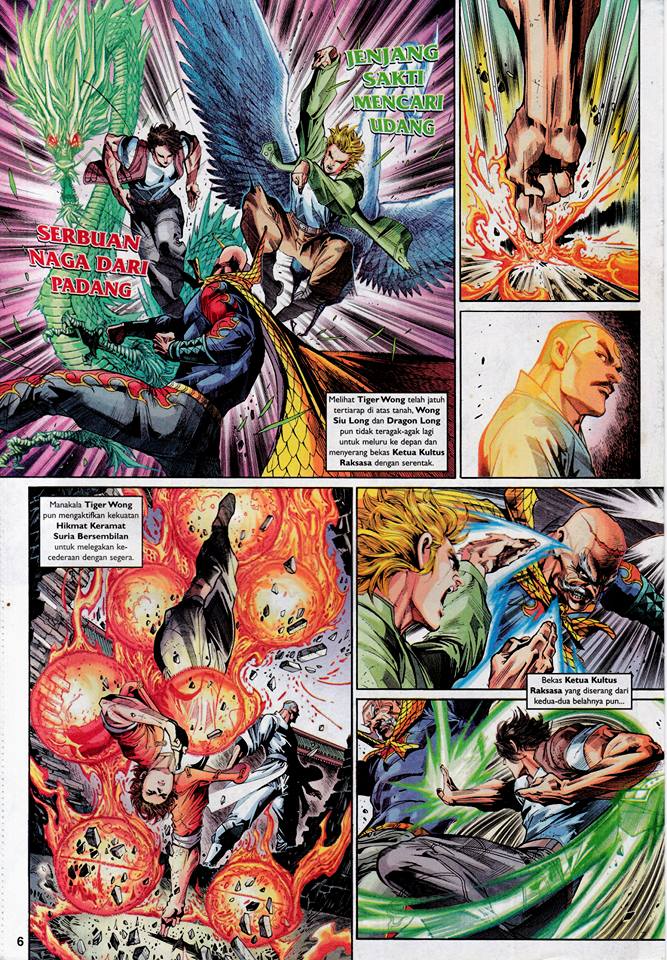 JENJANG
SAKTI
MENCARI
UDANG
SERBUAN
NAGA DARI
PADANG
Melihat Tiger Wong telah jatuh
tertiarap di atas tanah, Wong
Siu Long dan Dragon Long
pun tidak teragak-agak lagi
untuk meluru ke depan dan
menyerang bekas Ketua Kultus
Raksasa dengan serentak.
Manakala Tiger Wong
pun mengaktifkan kekuatan
Hikmat Keramat
Suria Bersembilan
untuk melegakan ke-
cederaan dengan segera.
Bekas Ketua Kultus
Raksasa yang diserang dari
kedua-dua belahnya pun...
6